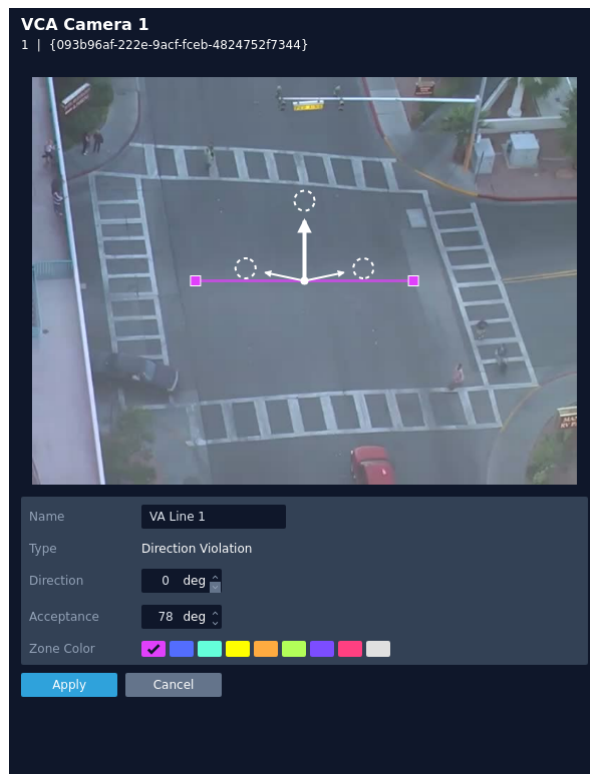 VCA Camera 1
1 | {093b96af-222e-9acf-fceb-4824752f7344}
Name VA Line 1
Type Direction Violation
Direction 0 deg
Acceptance 78 deg
Zone Color
Apply Cancel